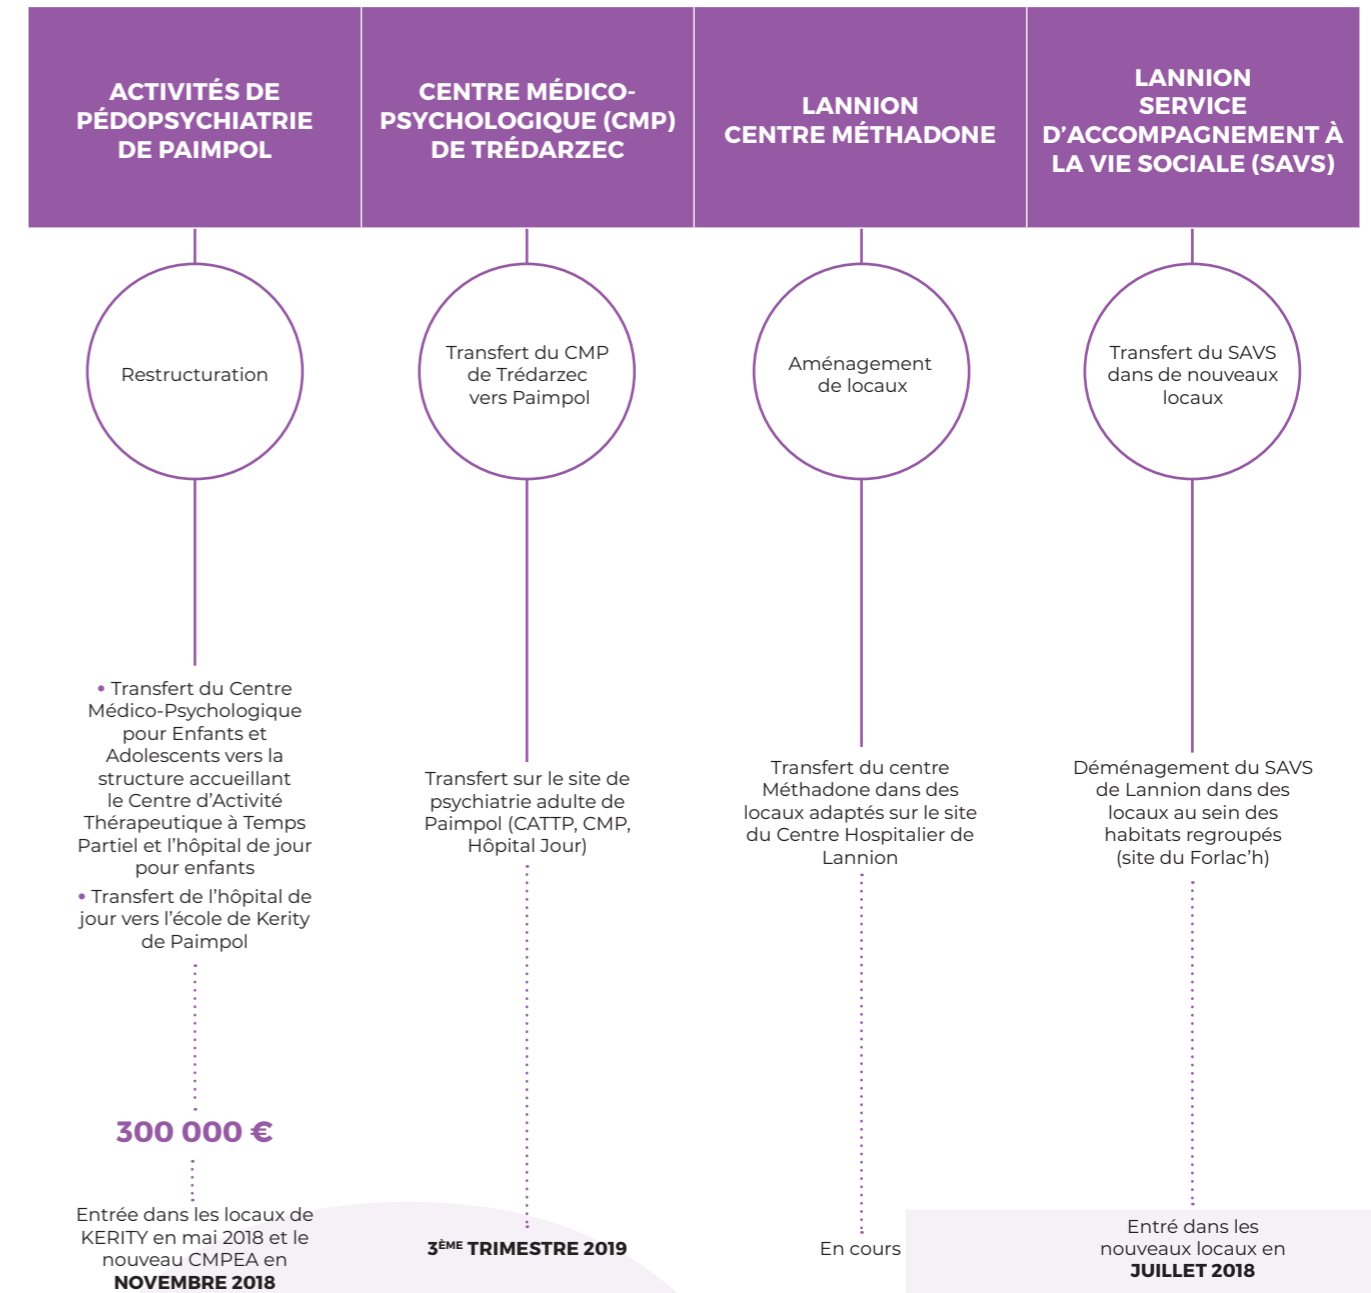 ACTIVITÉS DE
PÉDOPSYCHIATRIE
DE PAIMPOL
CENTRE MÉDICO-
PSYCHOLOGIQUE (CMP)
DE TRÉDARZEC
LANNION
CENTRE MÉTHADONE
LANNION
SERVICE
D’ACCOMPAGNEMENT À
LA VIE SOCIALE (SAVS)
Restructuration
Transfert du CMP
de Trédarzec
vers Paimpol
Aménagement
de locaux
Transfert du SAVS
dans de nouveaux
locaux
• Transfert du Centre
Médico-Psychologique
pour Enfants et
Adolescents vers la
structure accueillant
le Centre d’Activité
Thérapeutique à Temps
Partiel et l’hôpital de jour
pour enfants
• Transfert de l’hôpital de
jour vers l’école de Kerity
de Paimpol
Transfert sur le site de
psychiatrie adulte de
Paimpol (CATTP, CMP,
Hôpital Jour)
Transfert du centre
Méthadone dans des
locaux adaptés sur le site
du Centre Hospitalier de
Lannion
Déménagement du SAVS
de Lannion dans des
locaux au sein des
habitats regroupés
(site du Forlac’h)
300 000 €
Entrée dans les locaux de
KERITY en mai 2018 et le
nouveau CMPEA en
NOVEMBRE 2018
3ÈME TRIMESTRE 2019
En cours
Entré dans les
nouveaux locaux en
JUILLET 2018